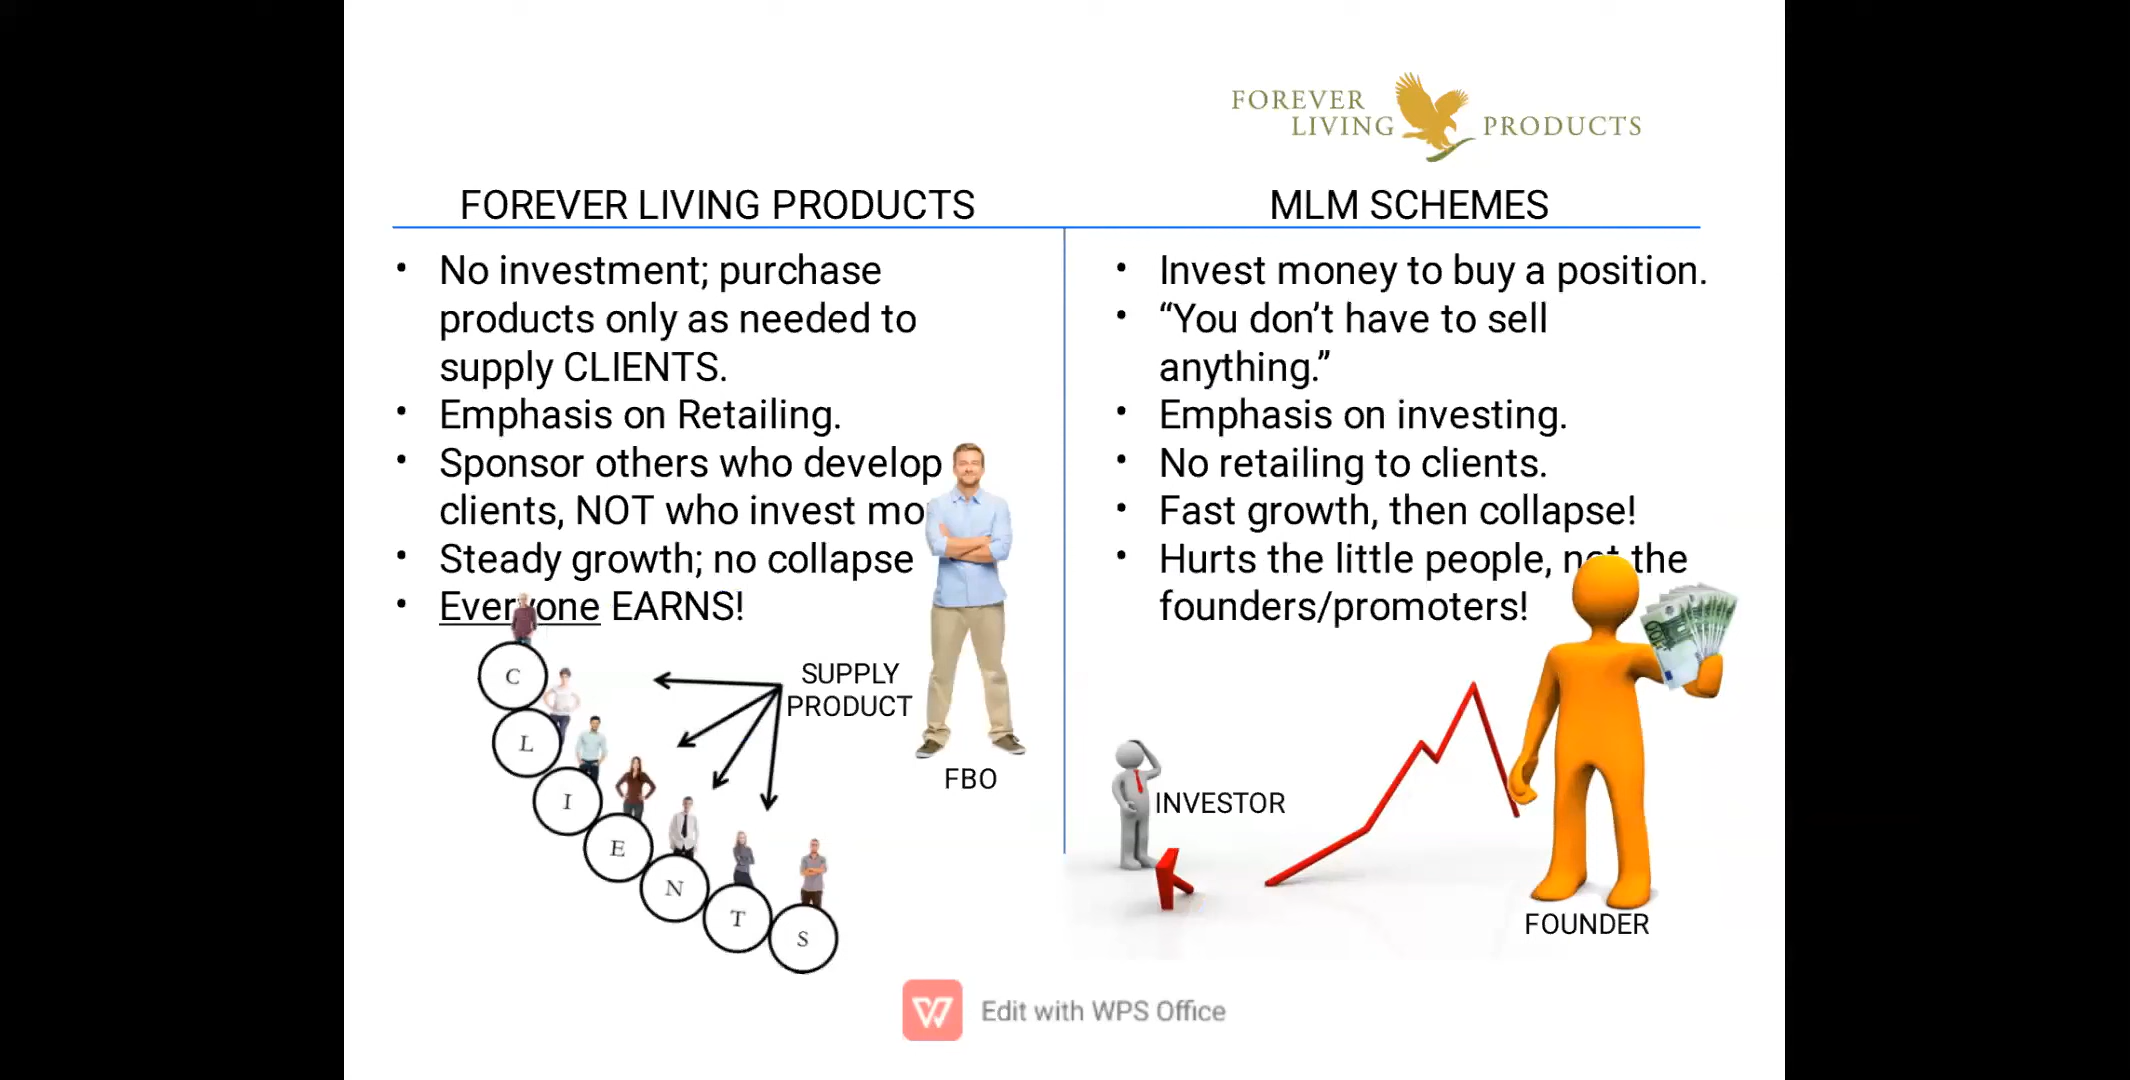 FOREVER
LIVING PRODUCTS
FOREVER LIVING PRODUCTS
• No investment; purchase
products only as needed to
supply CLIENTS.
• Emphasis on Retailing.
• Sponsor others who develop
clients, NOT who invest
• Steady growth; no collapse
• Everyone EARNS!
SUPPLY
PRODUCT
FBO
C
L
I
E
N
T
S
MLM SCHEMES
• Invest money to buy a position.
• “You don’t have to sell
anything.”
• Emphasis on investing.
• No retailing to clients.
• Fast growth, then collapse!
• Hurts the little people, not the
founders/promoters!
INVESTOR
FOUNDER
Edit with WPS Office